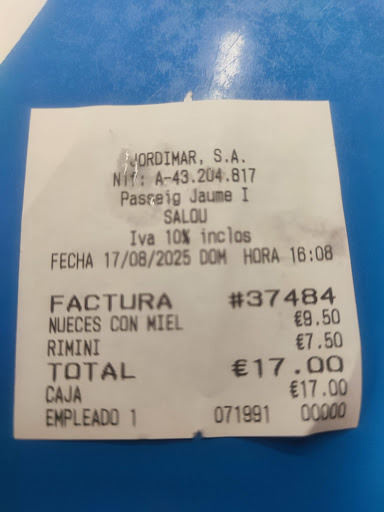 JORDIMAR, S.A.
NIF: A-43.204.817
Passeig Jaume I
SALOU
Iva 10% inclos
FECHA 17/08/2025 DOM HORA 16:08
FACTURA #37484
NUECES CON MIEL €9.50
RIMINI €7.50
TOTAL €17.00
CAJA €17.00
EMPLEADO 1 071991 00000